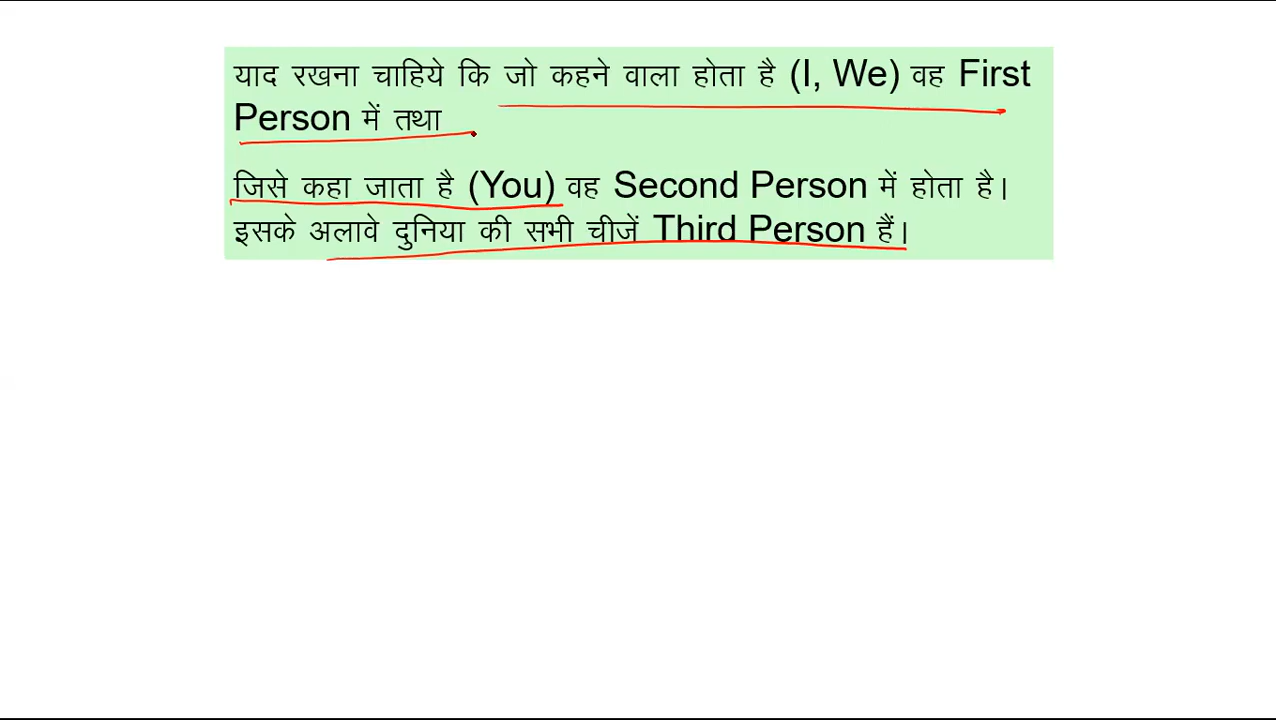 याद रखना चाहिये कि जो कहने वाला होता है (I, We) वह First
Person में तथा
जिसे कहा जाता है (You) वह Second Person में होता है।
इसके अलावे दुनिया की सभी चीजें Third Person हैं।